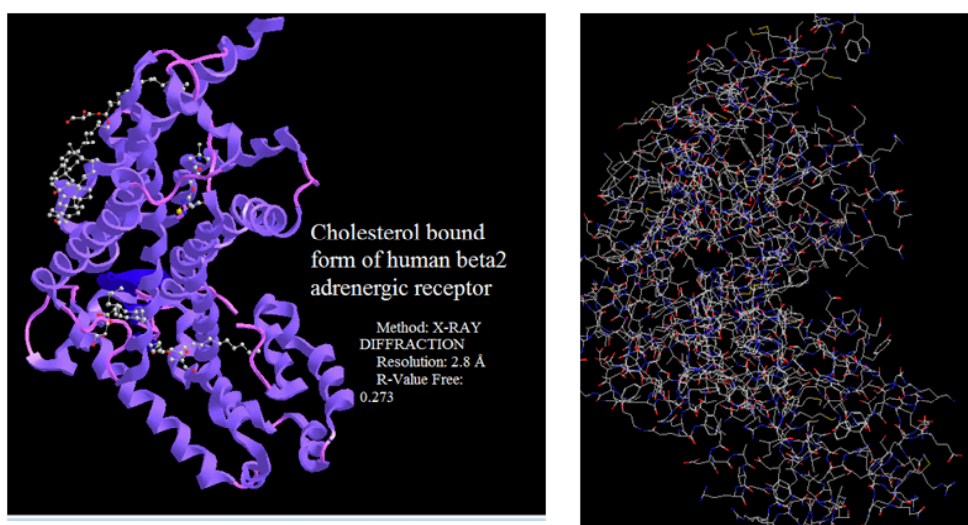 Cholesterol bound
form of human beta2
adrenergic receptor
Method: X-RAY
DIFFRACTION
Resolution: 2.8 Å
R-Value Free:
0.273